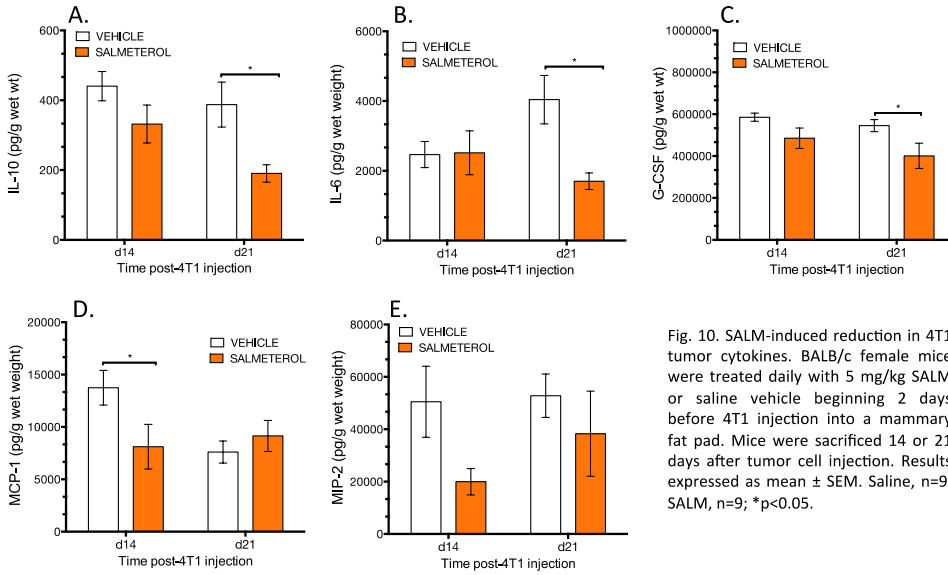 A.
600
400
200
0
IL-10 (pg/g wet wt)
VEHICLE
SALMETEROL
*
d14
d21
Time post-4T1 injection
B.
6000
4000
2000
0
IL-6 (pg/g wet weight)
VEHICLE
SALMETEROL
*
d14
d21
Time post-4T1 injection
C.
1000000
800000
600000
400000
200000
0
G-CSF (pg/g wet wt)
VEHICLE
SALMETEROL
*
d14
d21
Time post-4T1 injection
D.
20000
15000
10000
5000
0
MCP-1 (pg/g wet weight)
VEHICLE
SALMETEROL
*
d14
d21
Time post-4T1 injection
E.
80000
60000
40000
20000
0
MIP-2 (pg/g wet weight)
VEHICLE
SALMETEROL
d14
d21
Time post-4T1 injection
Fig. 10. SALM-induced reduction in 4T1
tumor cytokines. BALB/c female mice
were treated daily with 5 mg/kg SALM
or saline vehicle beginning 2 days
before 4T1 injection into a mammary
fat pad. Mice were sacrificed 14 or 21
days after tumor cell injection. Results
expressed as mean ± SEM. Saline, n=9
SALM, n=9; *p<0.05.